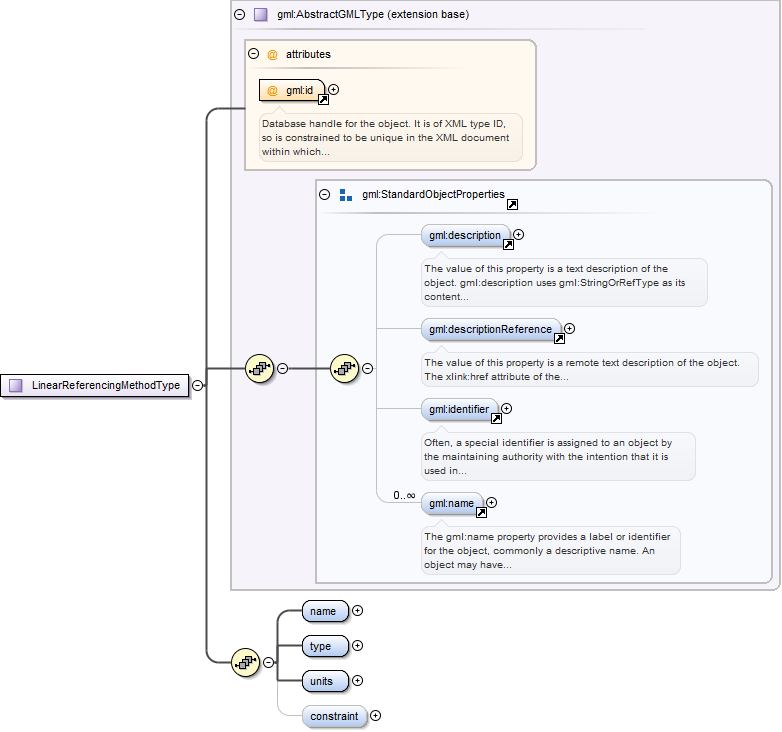 gml:AbstractGMLType (extension base)
@ attributes
@ gml:id
Database handle for the object. It is of XML type ID,
so is constrained to be unique in the XML document
within which...
gml:StandardObjectProperties
gml:description
The value of this property is a text description of the
object. gml:description uses gml:StringOrRefType as its
content...
gml:descriptionReference
The value of this property is a remote text description of the object.
The xlink:href attribute of the...
LinearReferencingMethodType
gml:identifier
Often, a special identifier is assigned to an object by
the maintaining authority with the intention that it is
used in...
0..∞
gml:name
The gml:name property provides a label or identifier
for the object, commonly a descriptive name. An
object may have...
name
type
units
constraint